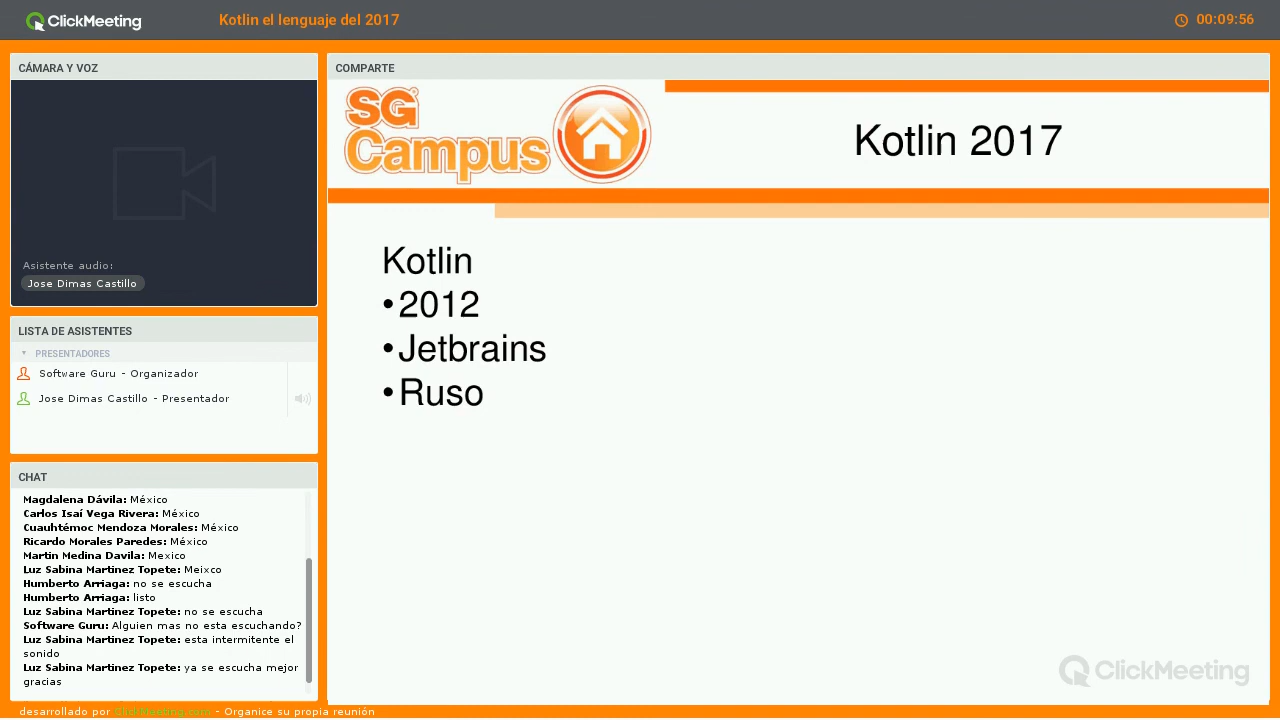 ClickMeeting
Kotlin el lenguaje del 2017
00:09:56
CÁMARA Y VOZ
Asistente audio:
Jose Dimas Castillo
LISTA DE ASISTENTES
PRESENTADORES
Software Guru - Organizador
Jose Dimas Castillo - Presentador
CHAT
Magdalena Dávila: México
Carlos Isaí Vega Rivera: México
Cuauhtémoc Mendoza Morales: México
Ricardo Morales Paredes: México
Martin Medina Davila: Mexico
Luz Sabina Martinez Topete: Meixco
Humberto Arriaga: no se escucha
Humberto Arriaga: listo
Luz Sabina Martinez Topete: no se escucha
Software Guru: Alguien mas no esta escuchando?
Luz Sabina Martinez Topete: esta intermitente el
sonido
Luz Sabina Martinez Topete: ya se escucha mejor
gracias
COMPARTE
SG
Campus
Kotlin 2017
Kotlin
•2012
•Jetbrains
•Ruso
ClickMeeting
desarrollado por ClickMeeting.com - Organice su propia reunión